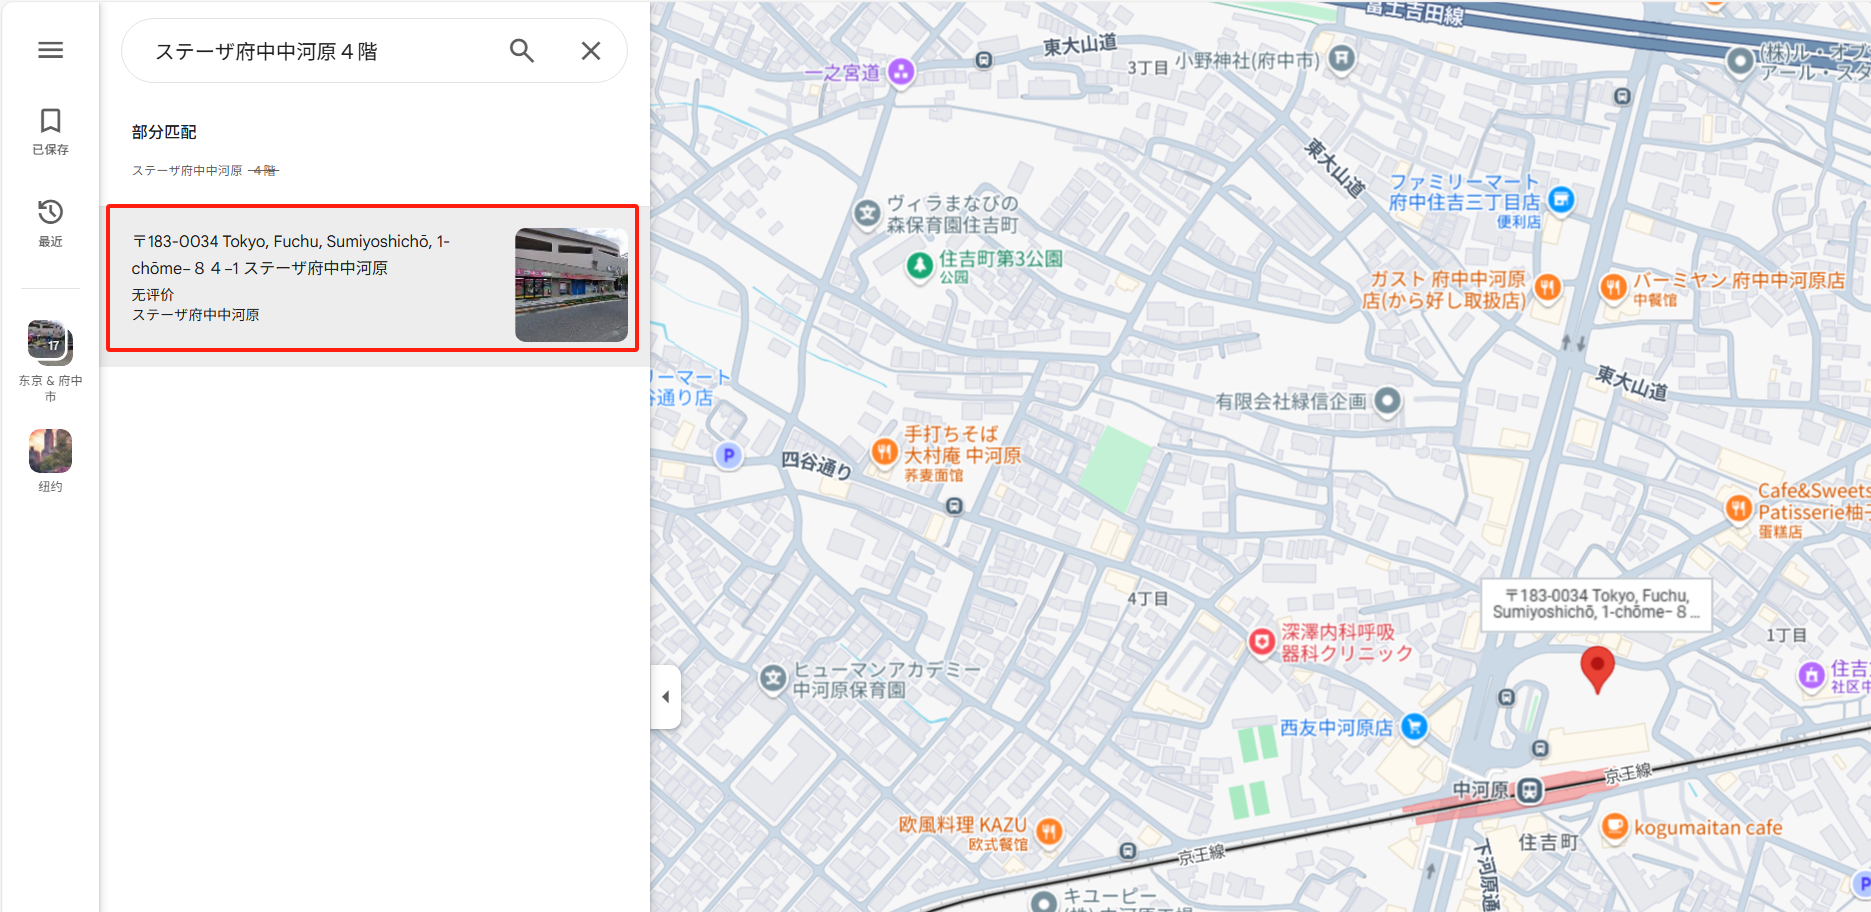 ステーザ府中中河原４階
部分匹配
ステーザ府中中河原 ４階
〒183-0034 Tokyo, Fuchu, Sumiyoshichō, 1-
chōme−８４−1 ステーザ府中中河原
无评价
ステーザ府中中河原
已保存
最近
17
东京 & 府中
市
纽约
富士吉田線
東大山道
一之宮道
3丁目
小野神社(府中市)
(株)ル・オブ
アール・スタ
東大山道
ファミリーマート
府中住吉三丁目店
便利店
ヴィラまなびの
森保育園住吉町
住吉町第3公園
公园
ガスト 府中中河原
店(から好し取扱店)
バーミヤン 府中中河原店
中餐馆
リーマート
谷通り店
東大山道
有限会社緑信企画
手打ちそば
大村庵 中河原
荞麦面馆
P
四谷通り
Cafe&Sweets
Patisserie柚子
蛋糕店
4丁目
〒183-0034 Tokyo, Fuchu,
Sumiyoshichō, 1-chōme−８...
1丁目
深澤内科呼吸
器科クリニック
ヒューマンアカデミー
中河原保育園
住吉
社区中
西友中河原店
中河原
京王線
欧風料理 KAZU
欧式餐馆
kogumaitan cafe
住吉町
京王線
下河原通
キユーピー
P